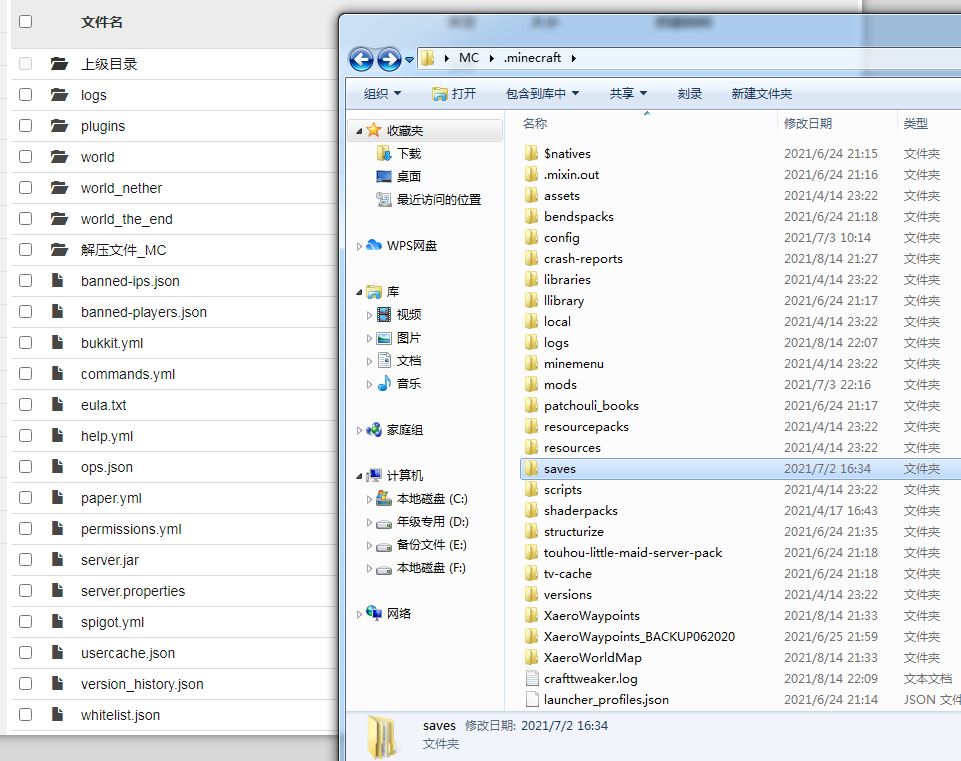 文件名
上级目录
logs
plugins
world
world_nether
world_the_end
解压文件_MC
banned-ips.json
banned-players.json
bukkit.yml
commands.yml
eula.txt
help.yml
ops.json
paper.yml
permissions.yml
server.jar
server.properties
spigot.yml
usercache.json
version_history.json
whitelist.json
MC .minecraft
组织 打开 包含到库中 共享 刻录 新建文件夹
收藏夹
下载
桌面
最近访问的位置
WPS网盘
库
视频
图片
文档
音乐
家庭组
计算机
本地磁盘 (C:)
年级专用 (D:)
备份文件 (E:)
本地磁盘 (F:)
网络
名称 修改日期 类型
$natives 2021/6/24 21:15 文件夹
.mixin.out 2021/6/24 21:16 文件夹
assets 2021/4/14 23:22 文件夹
bendspacks 2021/6/24 21:18 文件夹
config 2021/7/3 10:14 文件夹
crash-reports 2021/8/14 21:27 文件夹
libraries 2021/4/14 23:22 文件夹
llibrary 2021/6/24 21:17 文件夹
local 2021/4/14 23:22 文件夹
logs 2021/8/14 22:07 文件夹
minemenu 2021/4/14 23:22 文件夹
mods 2021/7/3 22:16 文件夹
patchouli_books 2021/6/24 21:17 文件夹
resourcepacks 2021/4/14 23:22 文件夹
resources 2021/4/14 23:22 文件夹
saves 2021/7/2 16:34 文件夹
scripts 2021/4/14 23:22 文件夹
shaderpacks 2021/4/17 16:43 文件夹
structurize 2021/6/24 21:35 文件夹
touhou-little-maid-server-pack 2021/6/24 21:18 文件夹
tv-cache 2021/6/24 21:18 文件夹
versions 2021/4/14 23:22 文件夹
XaeroWaypoints 2021/8/14 21:33 文件夹
XaeroWaypoints_BACKUP062020 2021/6/25 21:59 文件夹
XaeroWorldMap 2021/8/14 21:33 文件夹
crafttweaker.log 2021/8/14 22:09 文本文档
launcher_profiles.json 2021/6/24 21:14 JSON 文件
saves 修改日期: 2021/7/2 16:34
文件夹